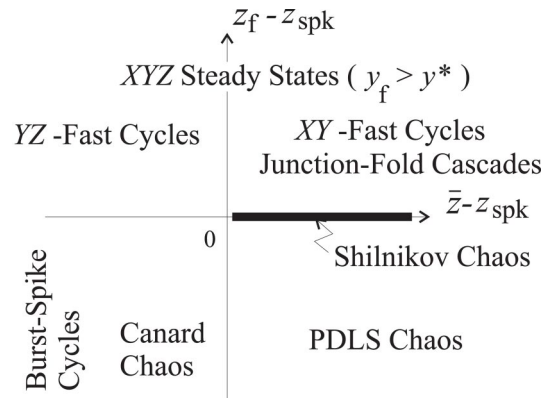 z_f - z_spk
XYZ Steady States ( y_f > y* )
YZ -Fast Cycles
XY -Fast Cycles
Junction-Fold Cascades
z̄- z_spk
0
Shilnikov Chaos
Burst-Spike
Cycles
Canard
Chaos
PDLS Chaos